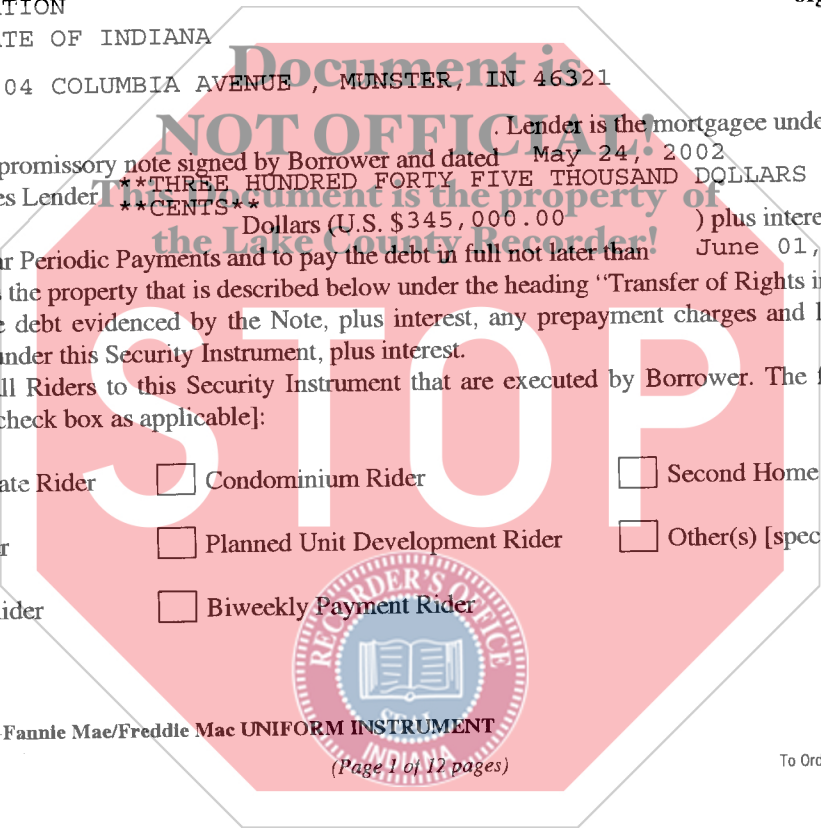 TION
TE OF INDIANA
04 COLUMBIA AVENUE , MUNSTER, IN 46321
Document is
NOT OFFICIAL!
This Document is the property of
the Lake County Recorder!
. Lender is the mortgagee unde
promissory note signed by Borrower and dated May 24, 2002
es Lender **THREE HUNDRED FORTY FIVE THOUSAND DOLLARS
**CENTS**
Dollars (U.S. $345,000.00 ) plus intere
ar Periodic Payments and to pay the debt in full not later than June 01,
the property that is described below under the heading "Transfer of Rights i
e debt evidenced by the Note, plus interest, any prepayment charges and l
under this Security Instrument, plus interest.
ll Riders to this Security Instrument that are executed by Borrower. The f
check box as applicable]:
STOP
ate Rider Condominium Rider Second Home
r Planned Unit Development Rider Other(s) [spec
ider Biweekly Payment Rider
RECORDER'S OFFICE
SEAL
INDIANA
-Fannie Mae/Freddie Mac UNIFORM INSTRUMENT
(Page 1 of 12 pages)
To Ord